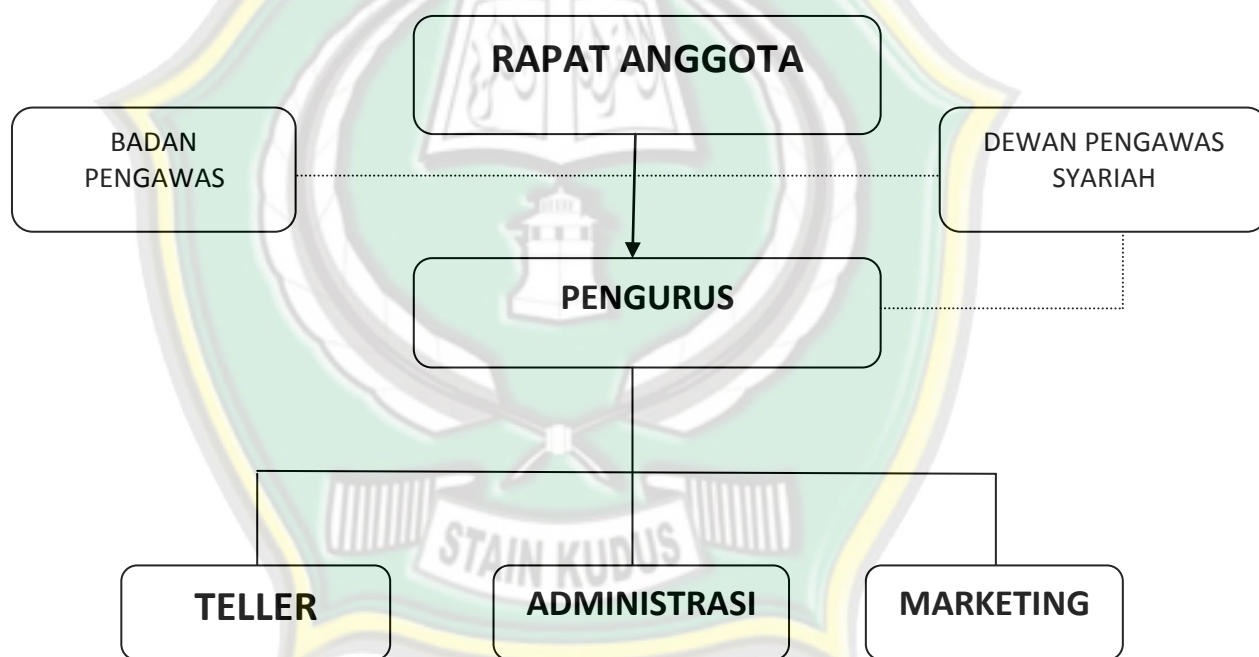 RAPAT ANGGOTA
BADAN
PENGAWAS
DEWAN PENGAWAS
SYARIAH
PENGURUS
STAIN KUDUS
TELLER
ADMINISTRASI
MARKETING